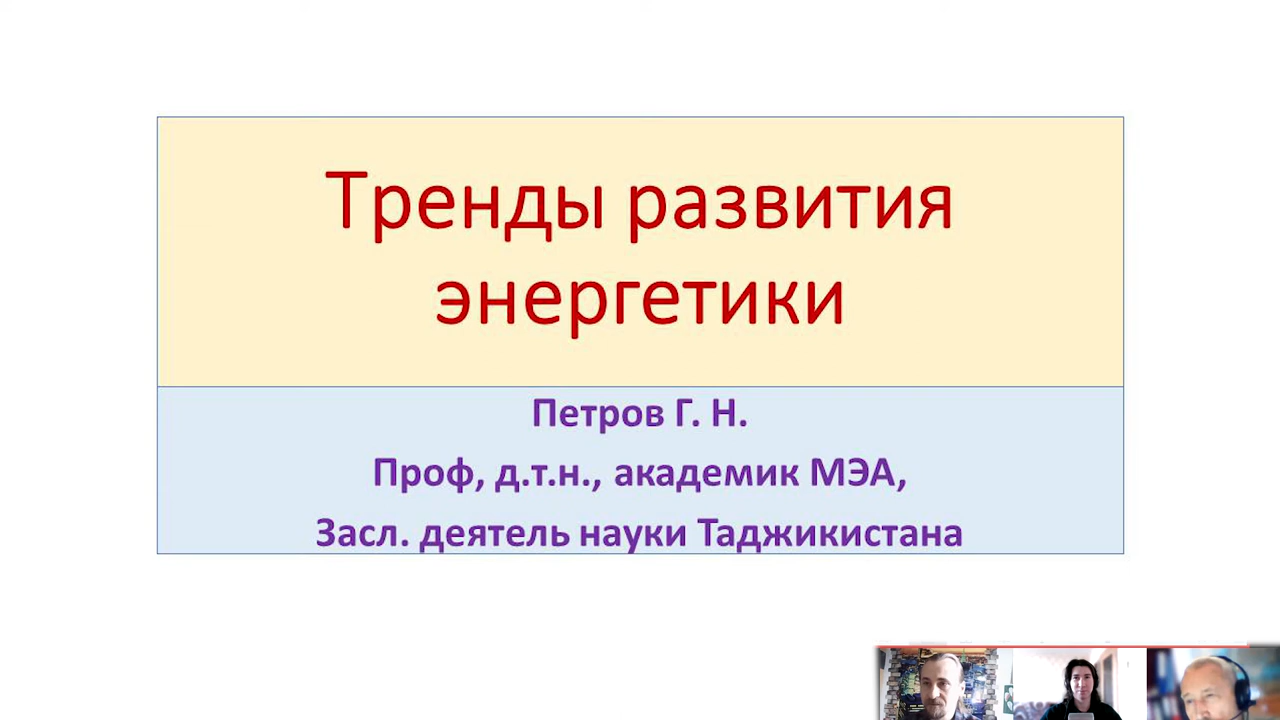 Тренды развития
энергетики
Петров Г. Н.
Проф, д.т.н., академик МЭА,
Засл. деятель науки Таджикистана